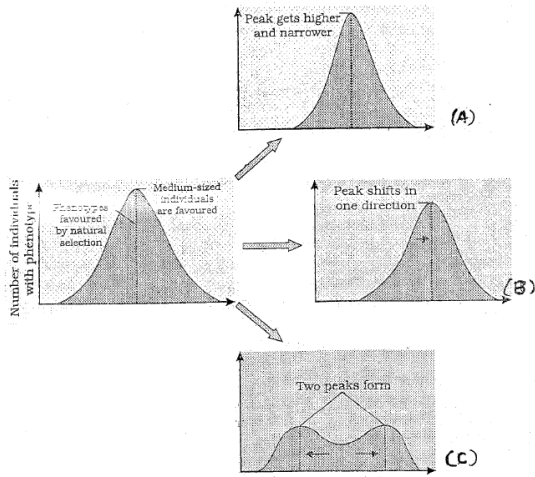 Peak gets higher
and narrower
(A)
Number of Individuals
with phenotype
Phenotypes
favoured
by natural
selection
Medium-sized
individuals
are favoured
Peak shifts in
one direction
(B)
Two peaks form
(C)